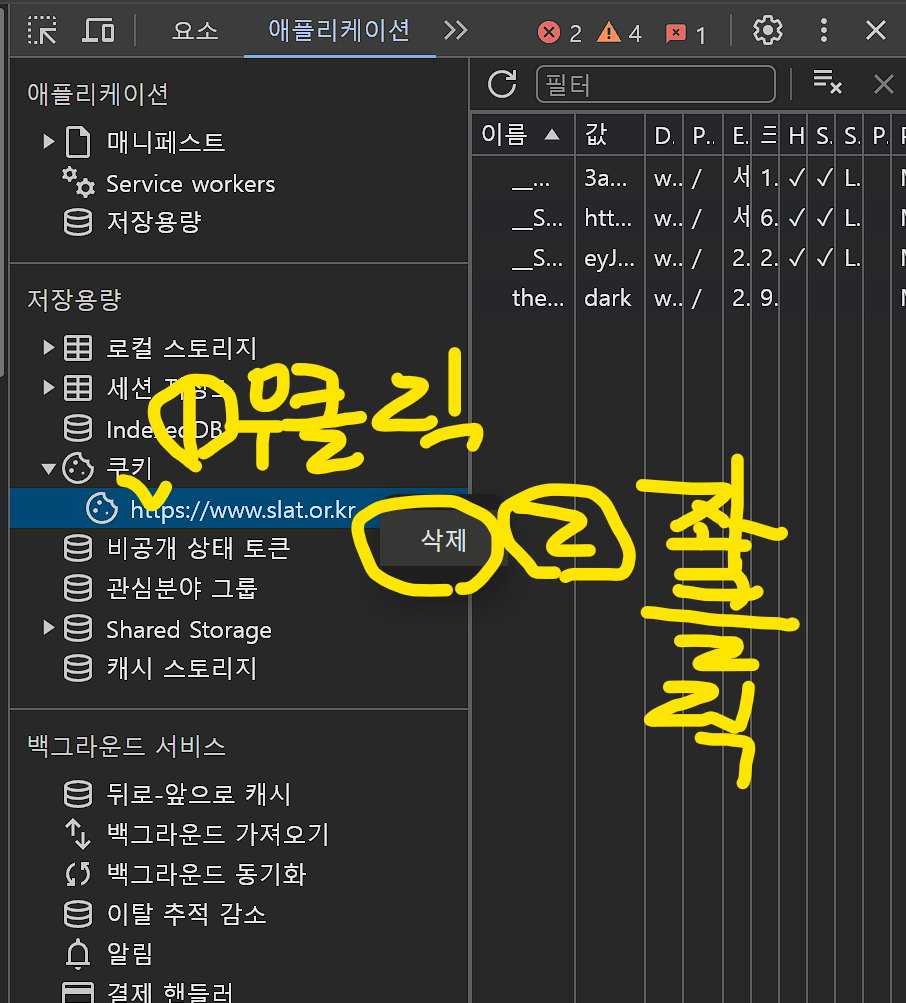 요소 애플리케이션 2 4 1
애플리케이션
매니페스트
Service workers
저장용량
저장용량
로컬 스토리지
세션
IndexedDB
쿠키
https://www.slat.or.kr
비공개 상태 토큰
관심분야 그룹
Shared Storage
캐시 스토리지
백그라운드 서비스
뒤로-앞으로 캐시
백그라운드 가져오기
백그라운드 동기화
이탈 추적 감소
알림
결제 핸들러
필터
이름 ▲ 값 D. P.. E. 크 H S. S. P.
__... 3a... w.. / 서 1. ✓ ✓ L.
__S... htt... w.. / 서 6. ✓ ✓ L.
__S... eyJ... w.. / 2. 2. ✓ ✓ L.
the... dark w.. / 2. 9.
① 우클릭
삭제
2
클릭